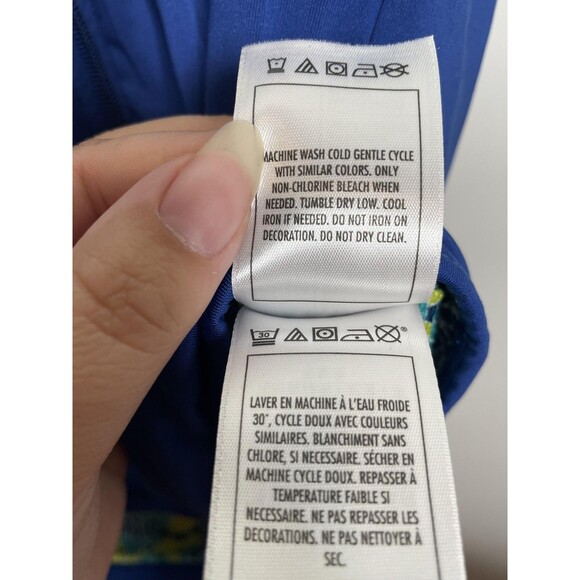 MACHINE WASH COLD GENTLE CYCLE
WITH SIMILAR COLORS. ONLY
NON-CHLORINE BLEACH WHEN
NEEDED. TUMBLE DRY LOW. COOL
IRON IF NEEDED. DO NOT IRON ON
DECORATION. DO NOT DRY CLEAN.
30
®
LAVER EN MACHINE À L'EAU FROIDE
30°, CYCLE DOUX AVEC COULEURS
SIMILAIRES. BLANCHIMENT SANS
CHLORE, SI NECESSAIRE. SÉCHER EN
MACHINE CYCLE DOUX. REPASSER À
TEMPÉRATURE FAIBLE SI
NECESSAIRE. NE PAS REPASSER LES
DECORATIONS. NE PAS NETTOYER À
SEC.